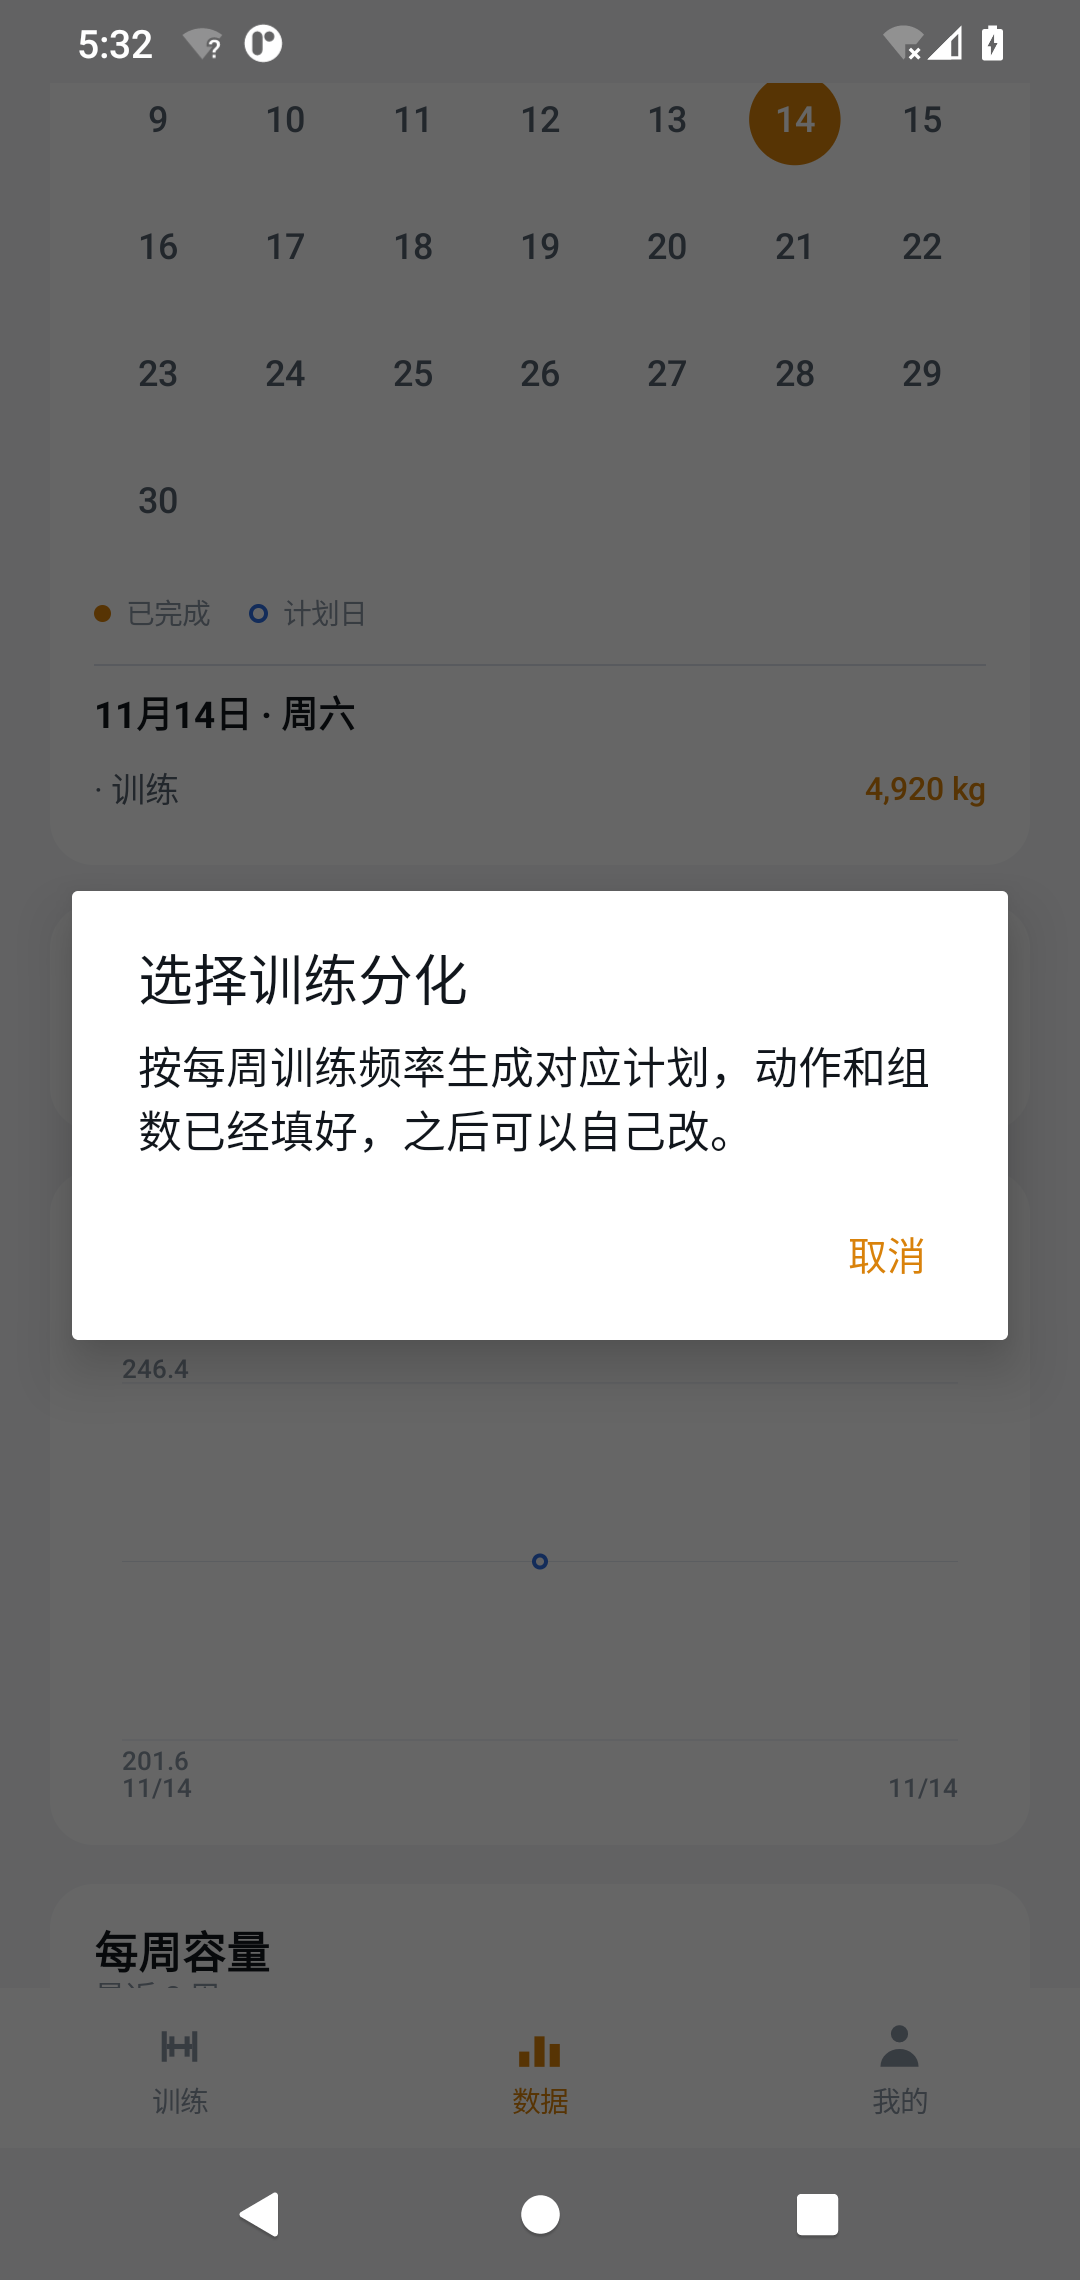 5:32
9 10 11 12 13 14 15
16 17 18 19 20 21 22
23 24 25 26 27 28 29
30
已完成 计划日
11月14日 · 周六
· 训练 4,920 kg
选择训练分化
按每周训练频率生成对应计划，动作和组
数已经填好，之后可以自己改。
取消
246.4
201.6
11/14 11/14
每周容量
训练 数据 我的